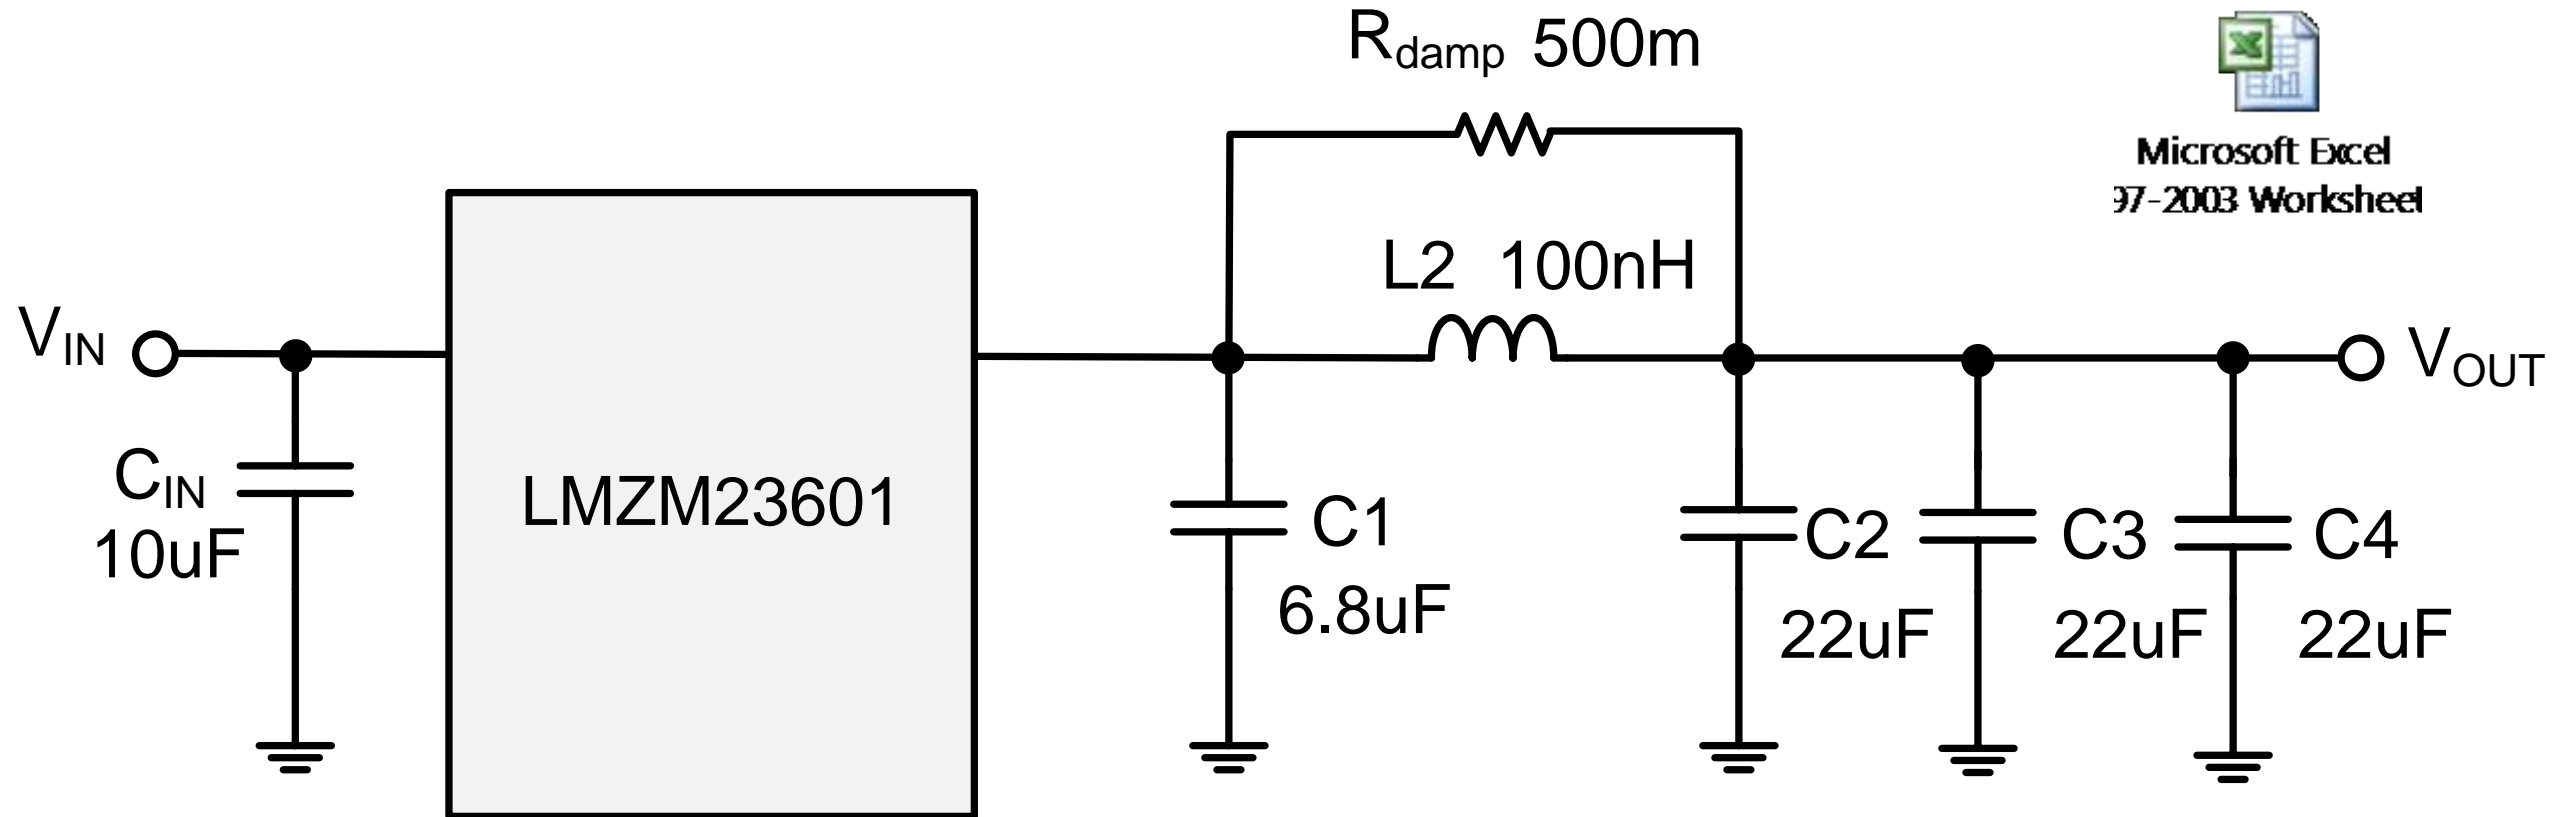 Rdamp 500m
Microsoft Excel
97-2003 Worksheet
L2 100nH
VIN
VOUT
CIN
10uF
LMZM23601
C1
6.8uF
C2
22uF
C3
22uF
C4
22uF